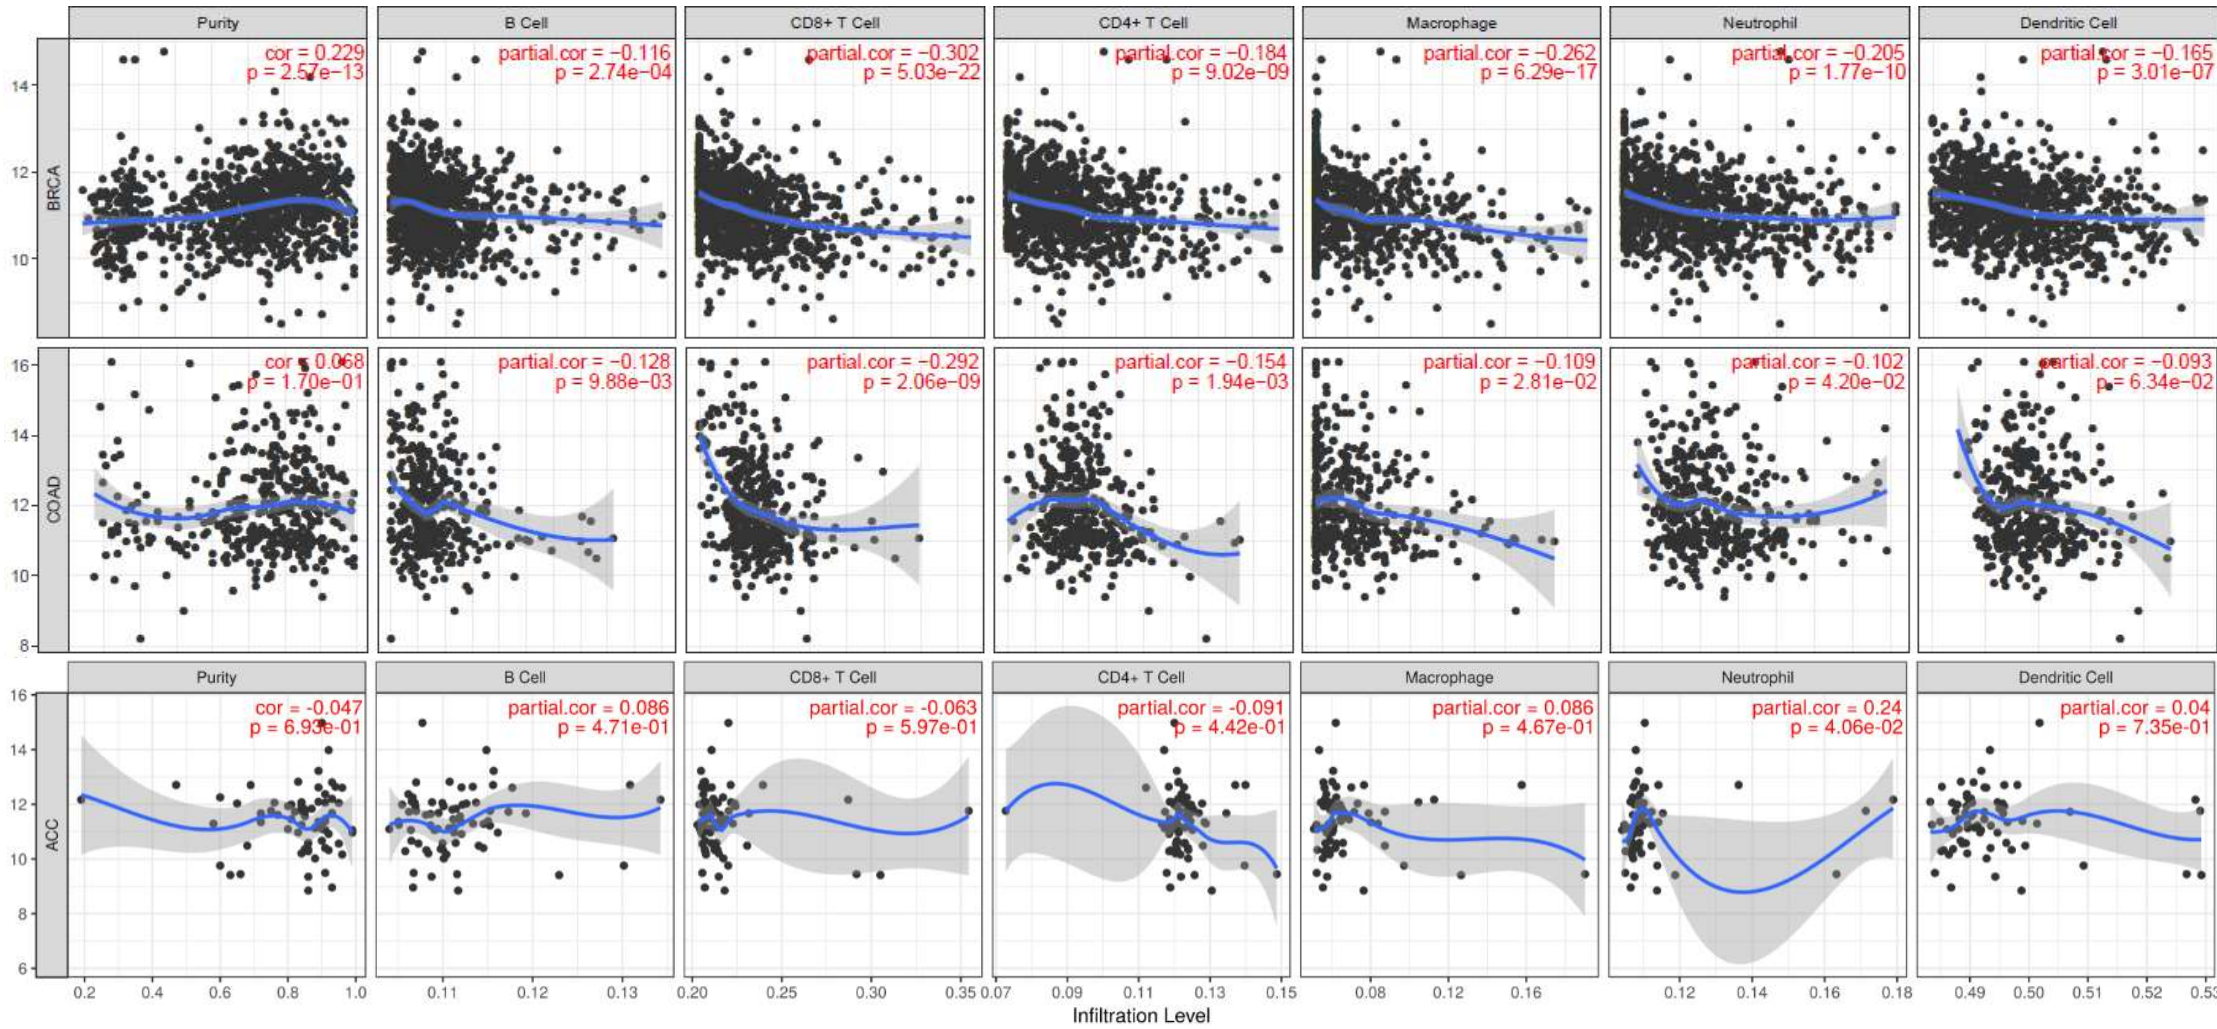 Purity
B Cell
CD8+ T Cell
CD4+ T Cell
Macrophage
Neutrophil
Dendritic Cell
BRCA
14
12
10
cor = 0.229
p = 2.57e−13
partial.cor = −0.116
p = 2.74e−04
partial.cor = −0.302
p = 5.03e−22
partial.cor = −0.184
p = 9.02e−09
partial.cor = −0.262
p = 6.29e−17
partial.cor = −0.205
p = 1.77e−10
partial.cor = −0.165
p = 3.01e−07
COAD
16
14
12
10
8
cor = 0.068
p = 1.70e−01
partial.cor = −0.128
p = 9.88e−03
partial.cor = −0.292
p = 2.06e−09
partial.cor = −0.154
p = 1.94e−03
partial.cor = −0.109
p = 2.81e−02
partial.cor = −0.102
p = 4.20e−02
partial.cor = −0.093
p = 6.34e−02
Purity
B Cell
CD8+ T Cell
CD4+ T Cell
Macrophage
Neutrophil
Dendritic Cell
ACC
16
14
12
10
8
6
cor = -0.047
p = 6.93e-01
partial.cor = 0.086
p = 4.71e-01
partial.cor = -0.063
p = 5.97e-01
partial.cor = -0.091
p = 4.42e-01
partial.cor = 0.086
p = 4.67e-01
partial.cor = 0.24
p = 4.06e-02
partial.cor = 0.04
p = 7.35e-01
0.2 0.4 0.6 0.8 1.0
0.11 0.12 0.13
0.20 0.25 0.30 0.35
0.07 0.09 0.11 0.13 0.15
0.08 0.12 0.16
0.12 0.14 0.16 0.18
0.49 0.50 0.51 0.52 0.53
Infiltration Level